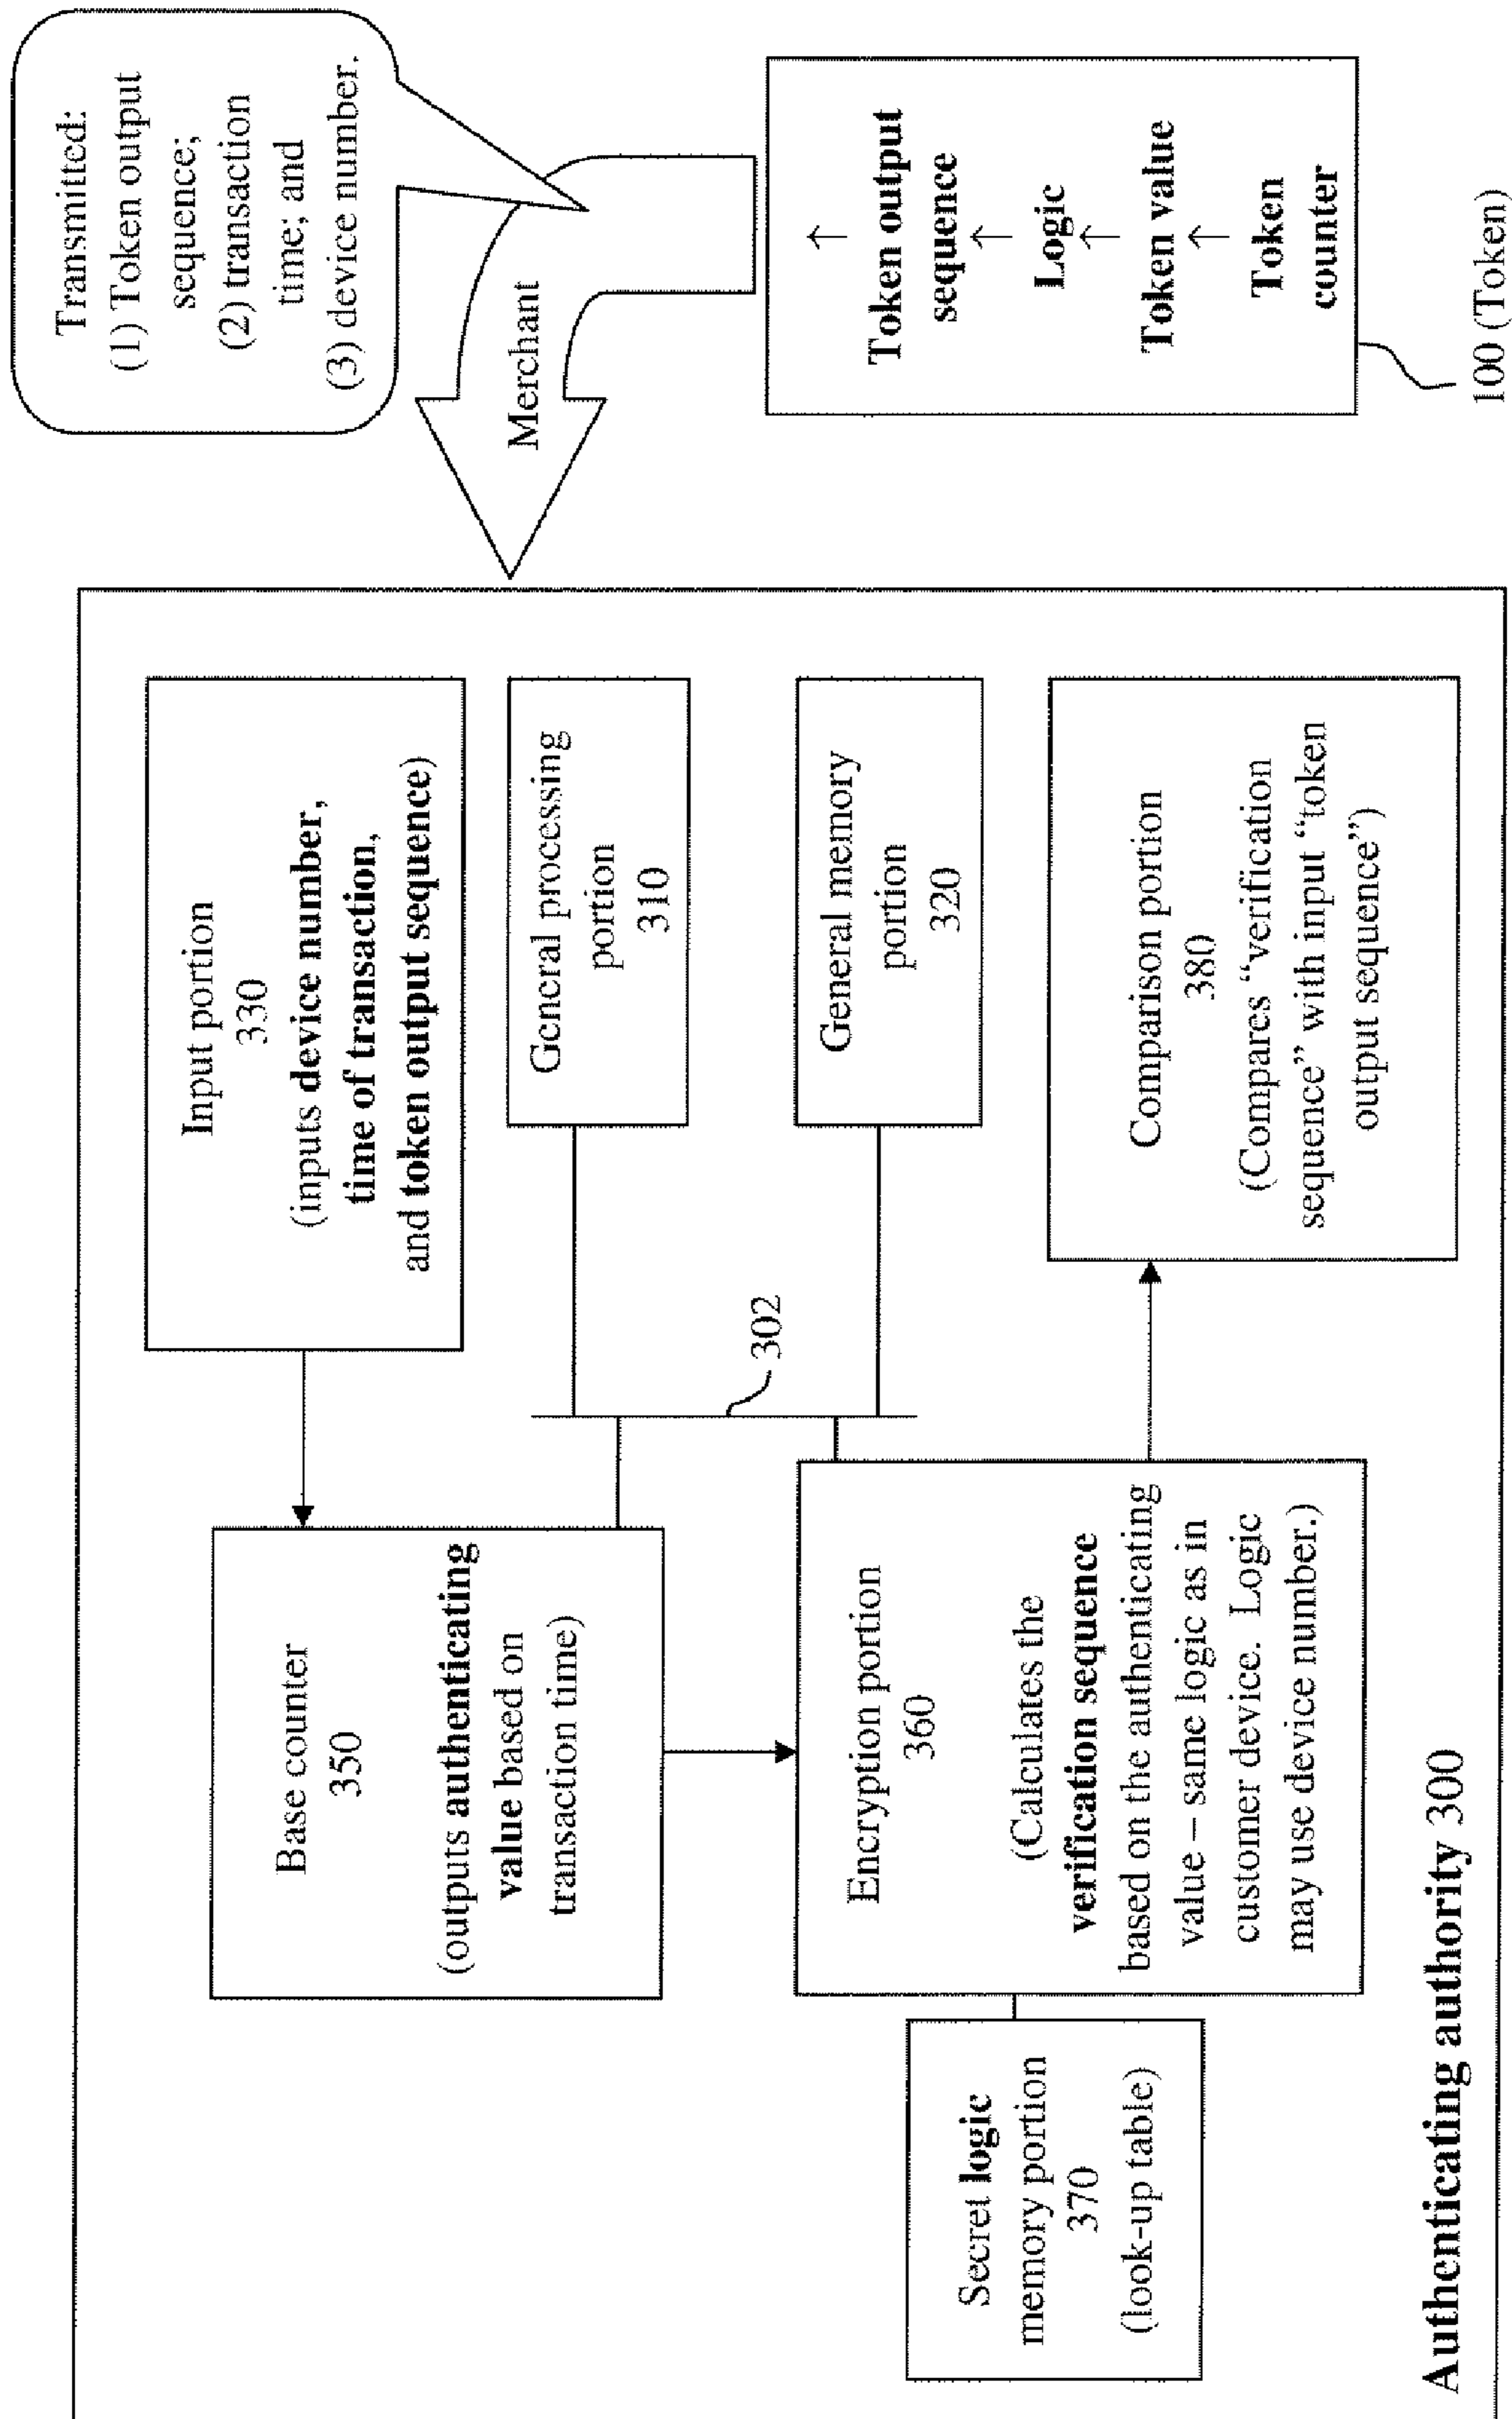 Transmitted:
(1) Token output
sequence;
(2) transaction
time; and
(3) device number.
Merchant
Token output
sequence
↑
Logic
↑
Token value
↑
Token
counter
100 (Token)
Input portion
330
(inputs device number,
time of transaction,
and token output sequence)
General processing
portion
310
General memory
portion
320
Comparison portion
380
(Compares “verification
sequence” with input “token
output sequence”)
302
Base counter
350
(outputs authenticating
value based on
transaction time)
Encryption portion
360
(Calculates the
verification sequence
based on the authenticating
value – same logic as in
customer device. Logic
may use device number.)
Secret logic
memory portion
370
(look-up table)
Authenticating authority 300